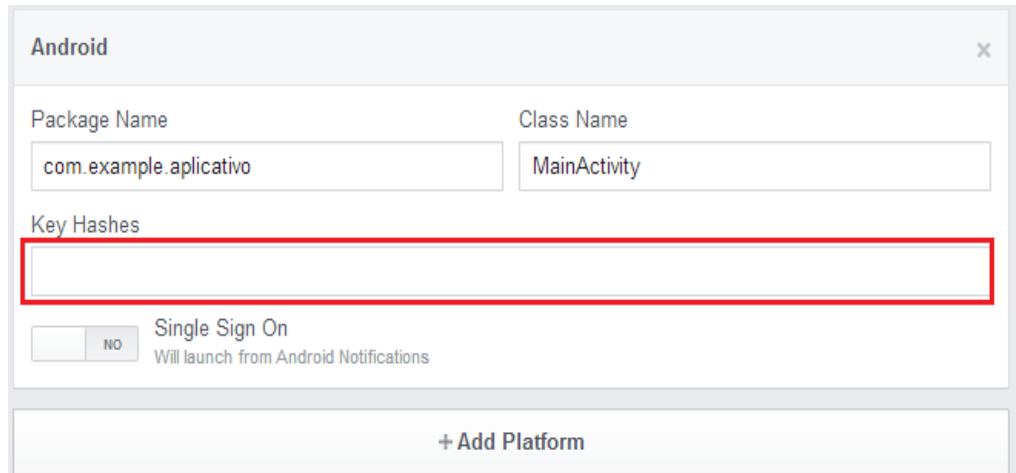 Android ×
Package Name Class Name
com.example.aplicativo MainActivity
Key Hashes
Single Sign On
NO
Will launch from Android Notifications
+ Add Platform